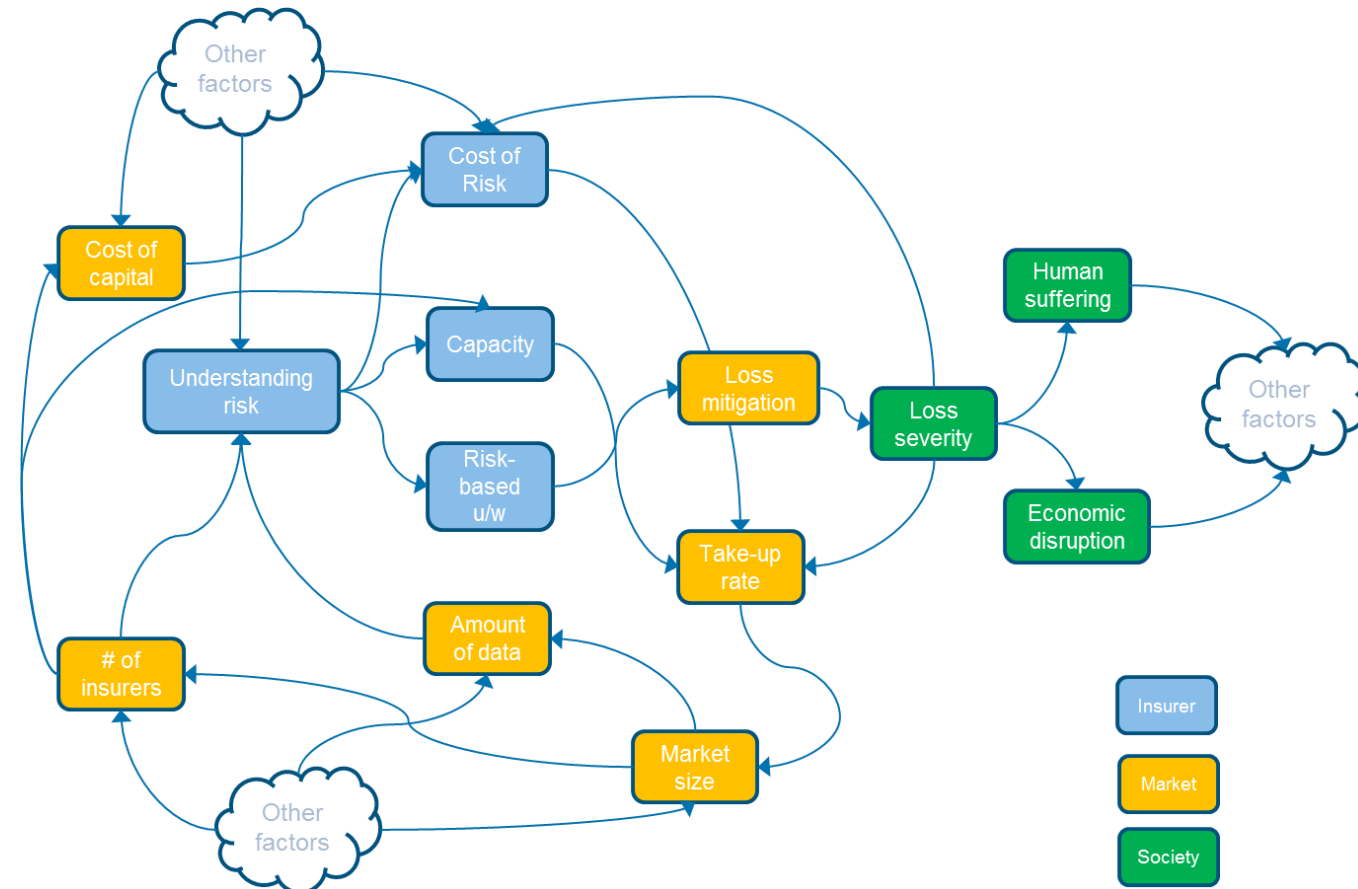 Other
factors
Cost of
Risk
Cost of
capital
Human
suffering
Capacity
Understanding
risk
Loss
mitigation
Other
factors
Loss
severity
Risk-
based
u/w
Economic
disruption
Take-up
rate
Amount
of data
# of
insurers
Market
size
Other
factors
Insurer
Market
Society